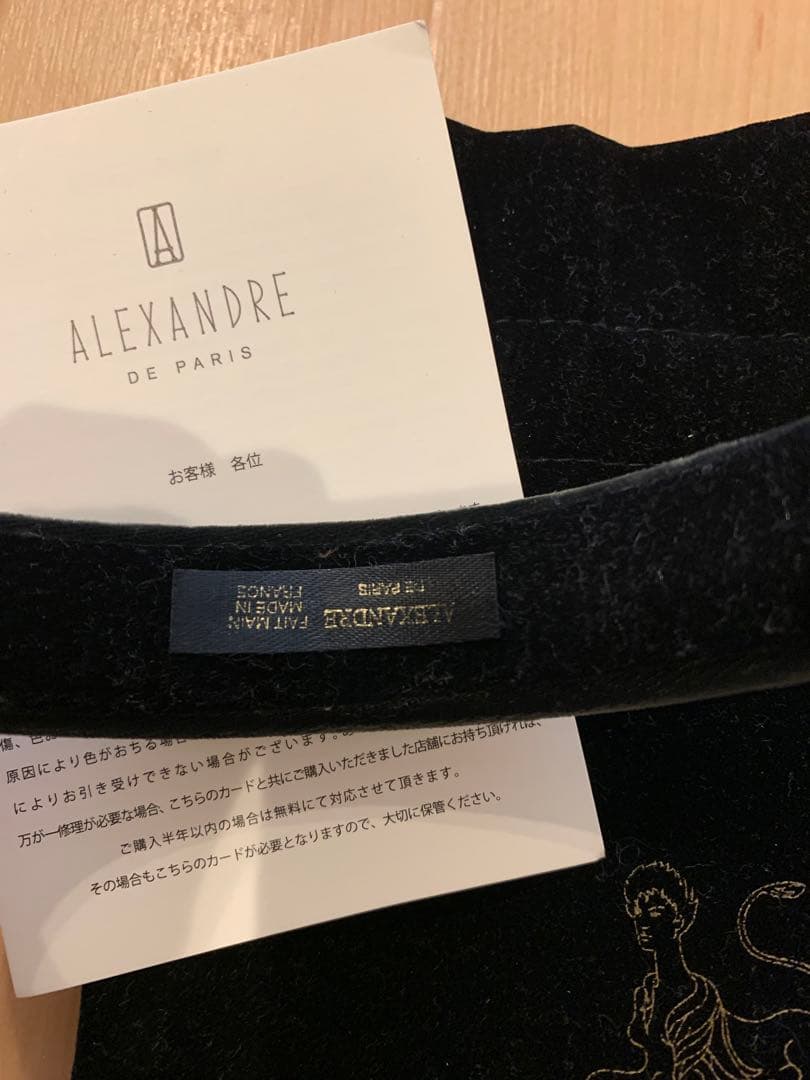 A
ALEXANDRE
DE PARIS
お客様 各位
ALEXANDRE
DE PARIS
FAIT MAIN
MADE IN
FRANCE
傷、色
原因により色がおちる場合
によりお引き受けできない場合がございます。
万が一修理が必要な場合、こちらのカードと共にご購入いただきました店舗にお持ち頂ければ、
ご購入半年以内の場合は無料にて対応させて頂きます。
その場合もこちらのカードが必要となりますので、大切に保管ください。